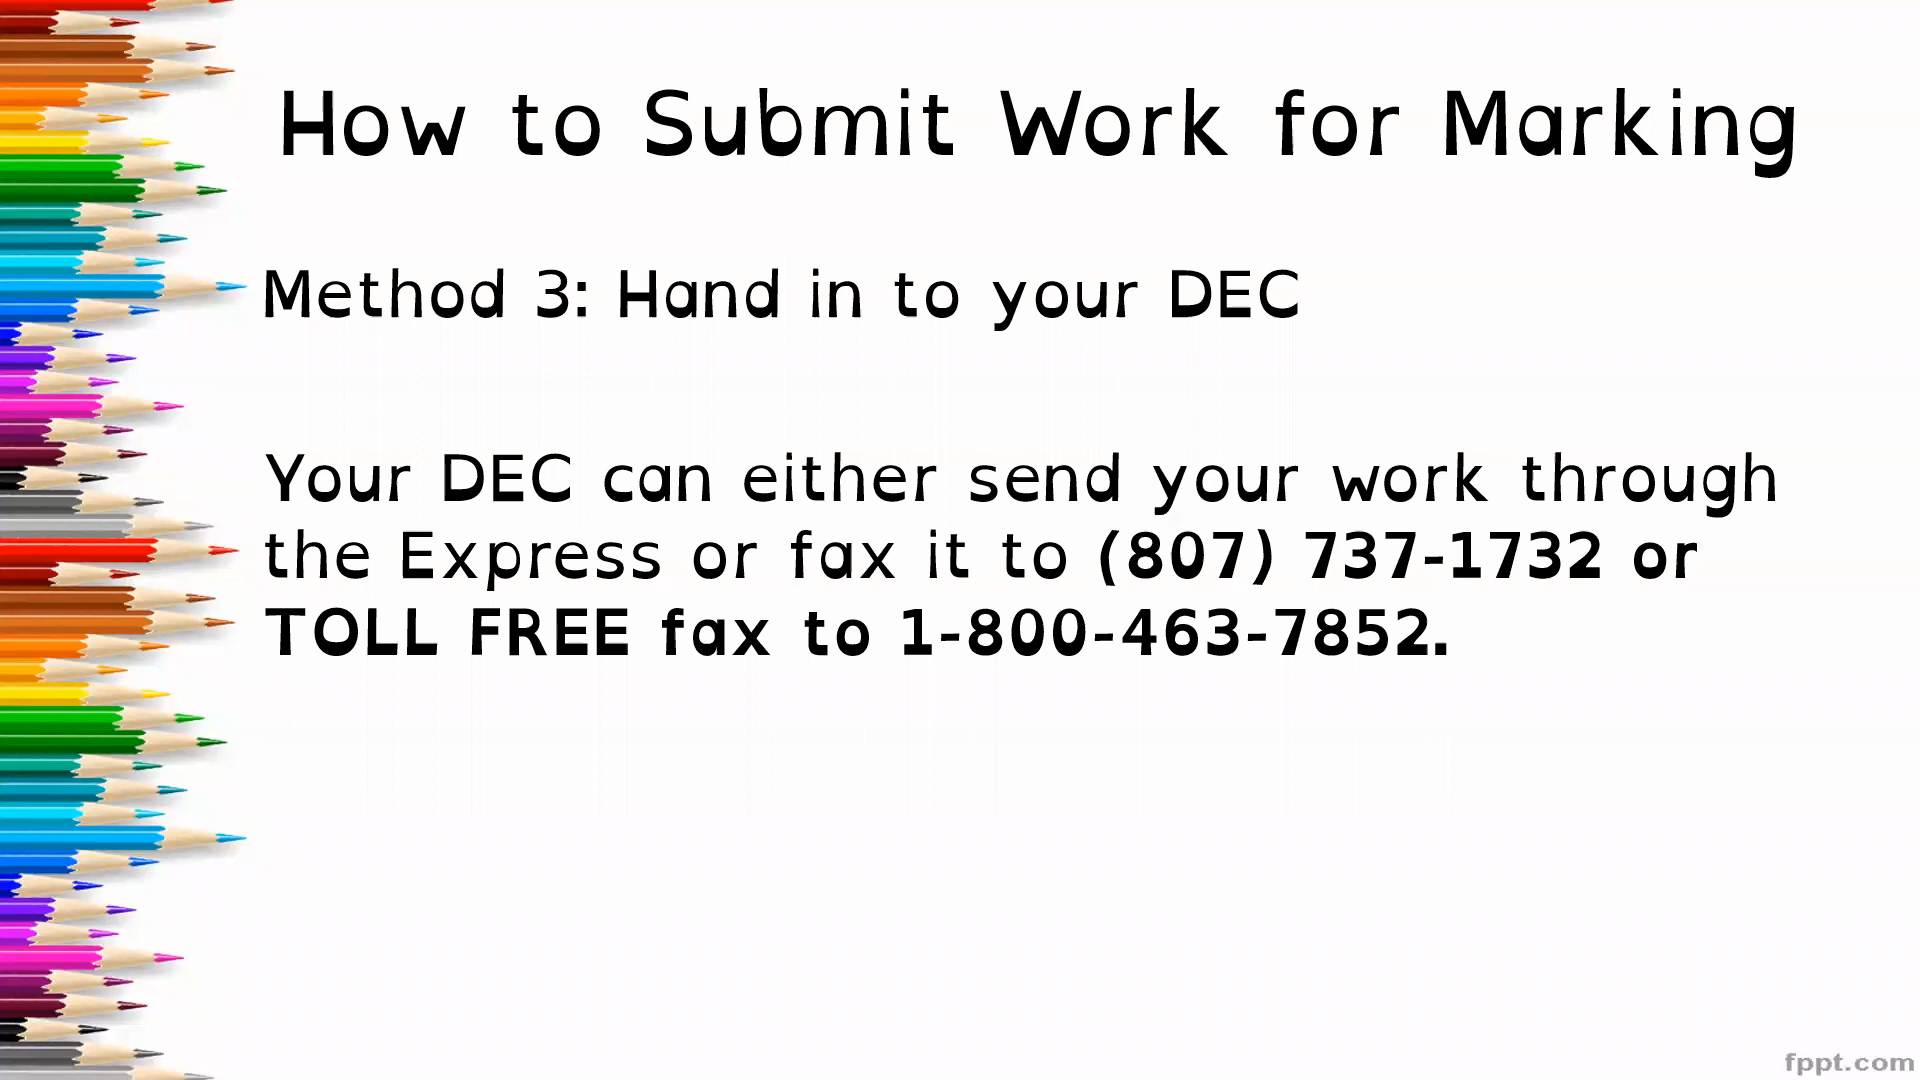 How to Submit Work for Marking
Method 3: Hand in to your DEC
Your DEC can either send your work through
the Express or fax it to (807) 737-1732 or
TOLL FREE fax to 1-800-463-7852.
fppt.com